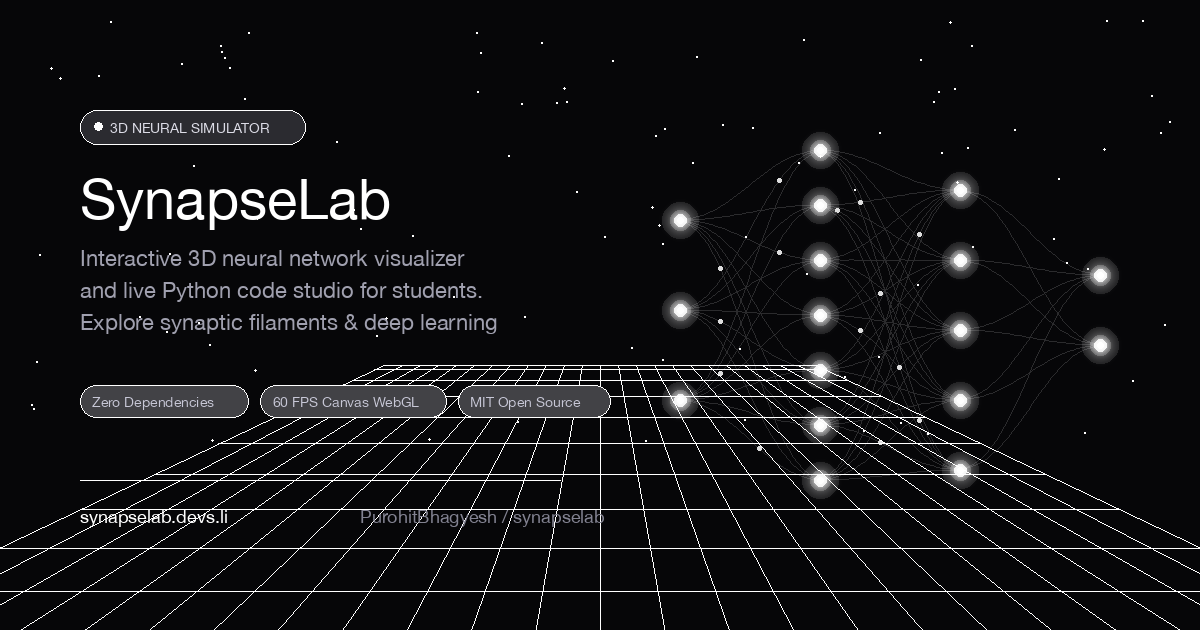 3D NEURAL SIMULATOR
SynapseLab
Interactive 3D neural network visualizer
and live Python code studio for students.
Explore synaptic filaments & deep learning
Zero Dependencies
60 FPS Canvas WebGL
MIT Open Source
synapselab.devs.li
PurohitBhagyesh / synapselab